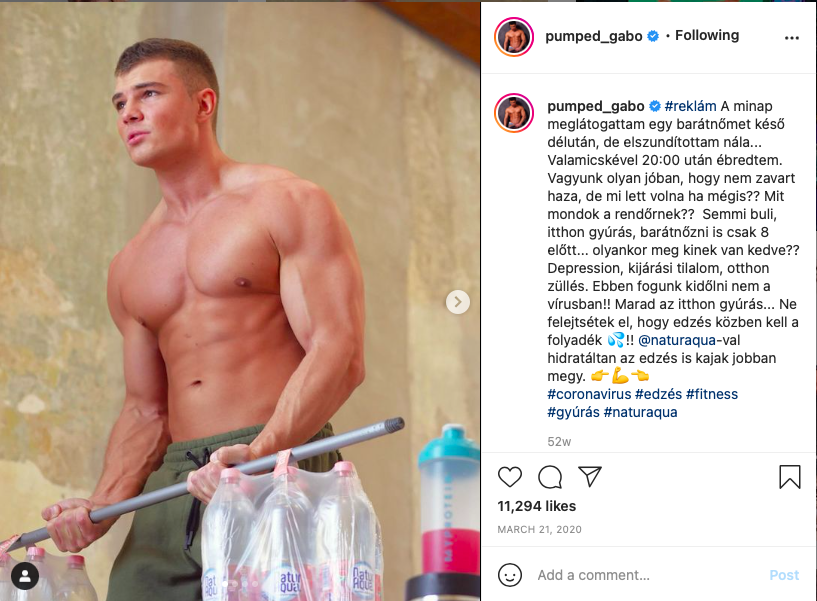 pumped_gabo • Following
pumped_gabo #reklám A minap
meglátogattam egy barátnőmet késő
délután, de elszundítottam nála...
Valamicskével 20:00 után ébredtem.
Vagyunk olyan jóban, hogy nem zavart
haza, de mi lett volna ha mégis?? Mit
mondok a rendőrnek?? Semmi buli,
itthon gyúrás, barátnőzni is csak 8
előtt... olyankor meg kinek van kedve??
Depression, kijárási tilalom, otthon
züllés. Ebben fogunk kidőlni nem a
vírusban!! Marad az itthon gyúrás... Ne
felejtsétek el, hogy edzés közben kell a
folyadék 💦!! @naturaqua-val
hidratáltan az edzés is kajak jobban
megy. 👉💪👈
#coronavirus #edzés #fitness
#gyúrás #naturaqua
52w
11,294 likes
MARCH 21, 2020
Add a comment... Post
MYPROTEIN
Natur
Aqua